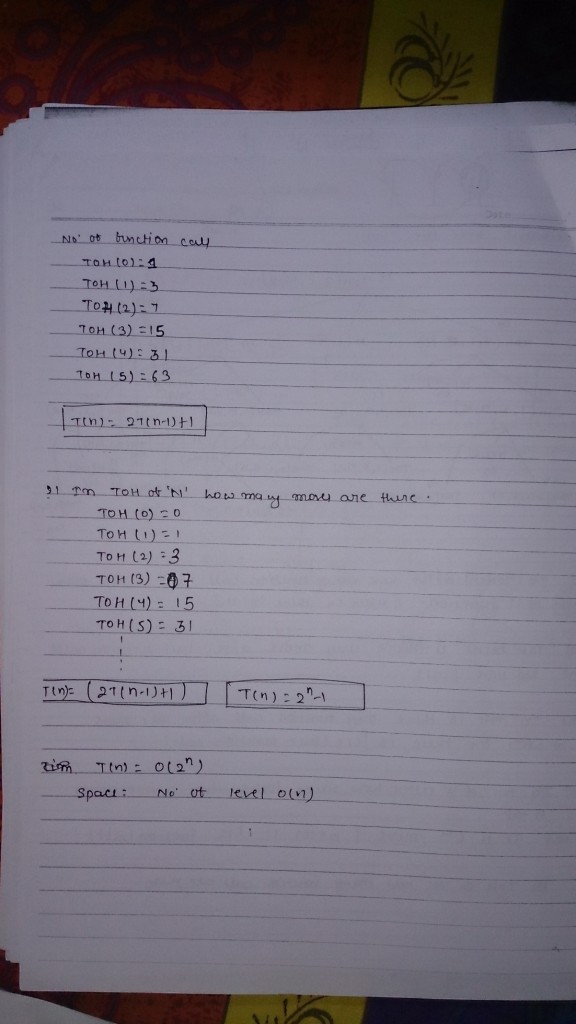 No. of function call
TOH (0) = 1
TOH (1) = 3
TOH (2) = 7
TOH (3) = 15
TOH (4) = 31
TOH (5) = 63
T(n) = 2T(n-1)+1
2) In TOH of 'N' how many moves are there.
TOH (0) = 0
TOH (1) = 1
TOH (2) = 3
TOH (3) = 7
TOH (4) = 15
TOH (5) = 31
T(n) = (2T(n-1)+1) T(n) = 2ⁿ-1
T(n) = O(2ⁿ)
Space: No. of level O(n)